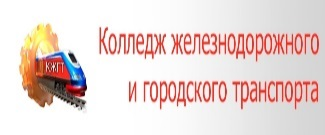 Колледж железнодорожного
и городского транспорта
КЖГТ